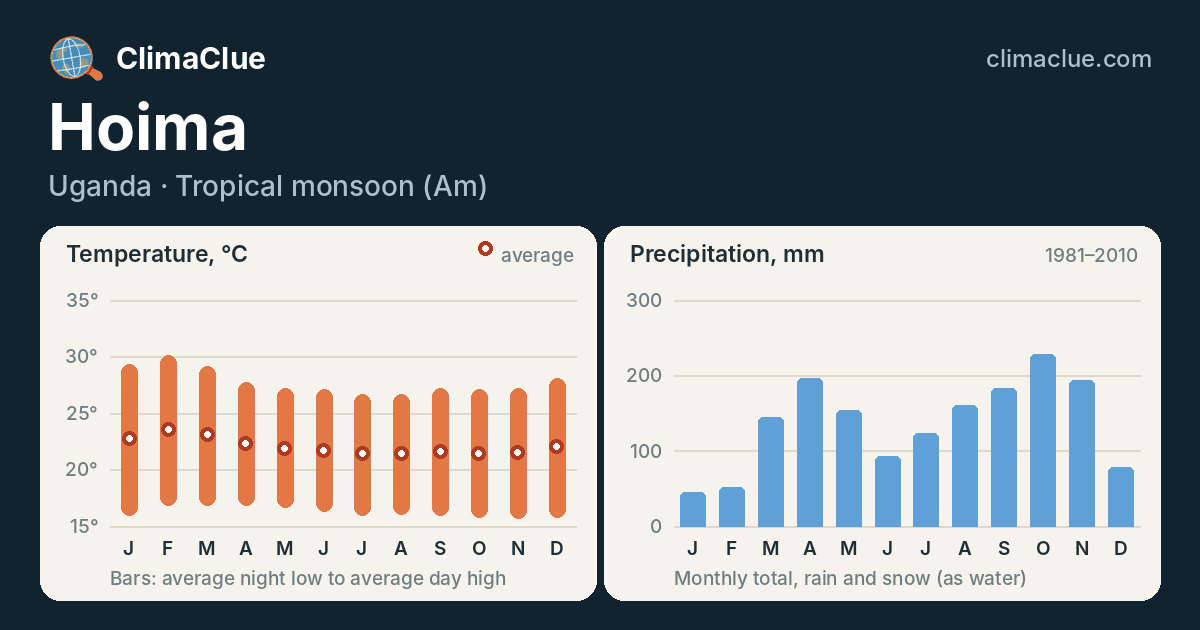 ClimaClue
climaclue.com
Hoima
Uganda · Tropical monsoon (Am)
Temperature, °C
average
35°
30°
25°
20°
15°
J F M A M J J A S O N D
Bars: average night low to average day high
Precipitation, mm
1981–2010
300
200
100
0
J F M A M J J A S O N D
Monthly total, rain and snow (as water)